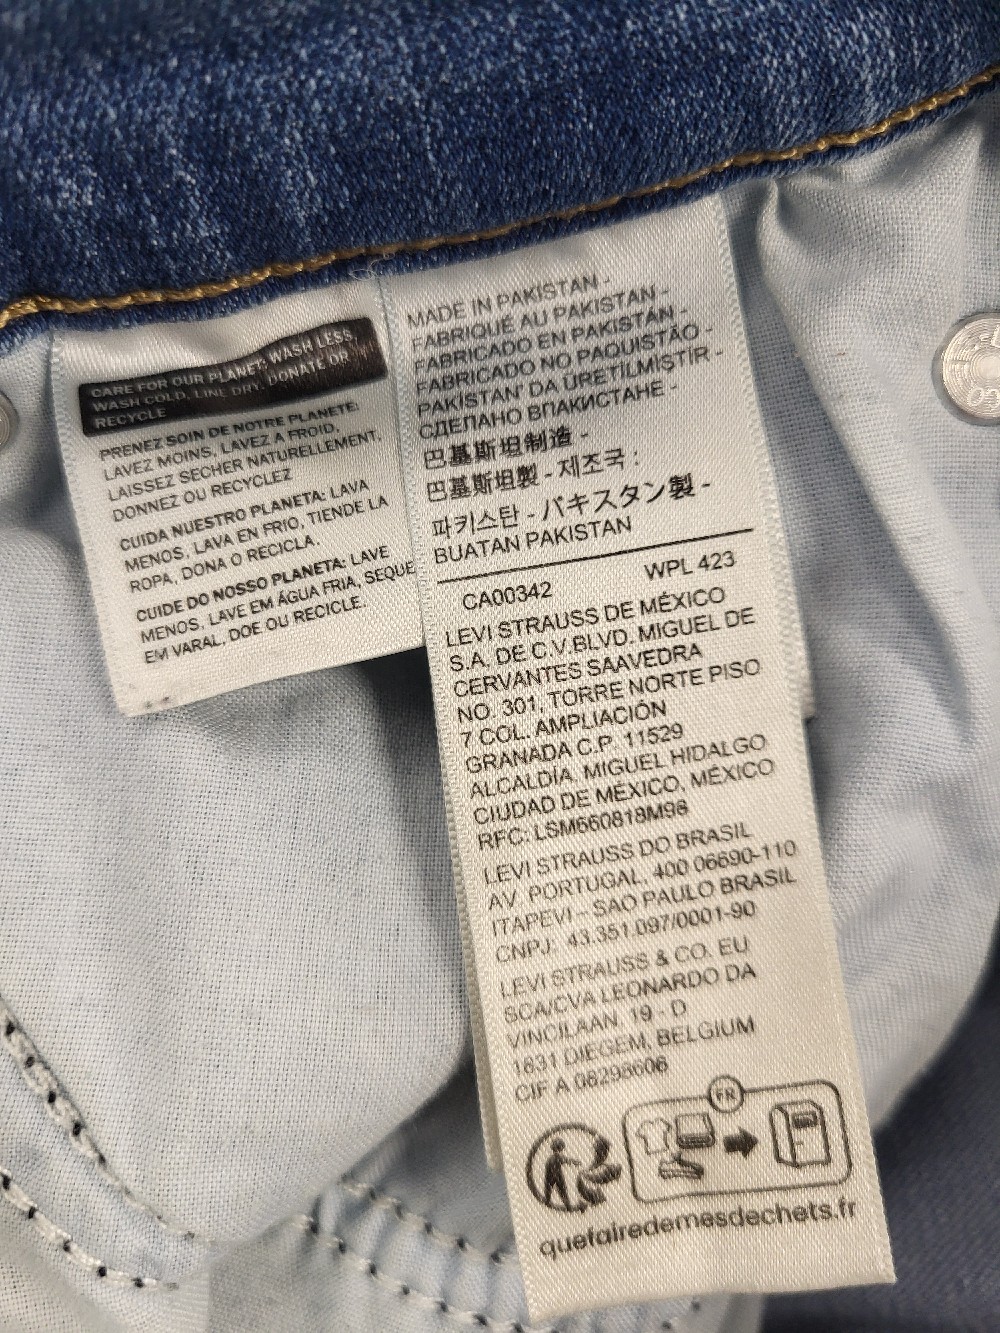 CARE FOR OUR PLANET: WASH LESS,
WASH COLD, LINE DRY, DONATE OR
RECYCLE
PRENEZ SOIN DE NOTRE PLANETE:
LAVEZ MOINS, LAVEZ A FROID,
LAISSEZ SECHER NATURELLEMENT,
DONNEZ OU RECYCLEZ
CUIDA NUESTRO PLANETA: LAVA
MENOS, LAVA EN FRIO, TIENDE LA
ROPA, DONA O RECICLA.
CUIDE DO NOSSO PLANETA: LAVE
MENOS, LAVE EM ÁGUA FRIA, SEQUE
EM VARAL, DOE OU RECICLE.
MADE IN PAKISTAN -
FABRIQUÉ AU PAKISTAN -
FABRICADO EN PAKISTÁN -
FABRICADO NO PAQUISTÃO -
PAKİSTAN' DA ÜRETİLMİŞTİR -
СДЕЛАНО ВПАКИСТАНЕ -
巴基斯坦制造 -
巴基斯坦製 - 제조국 :
파키스탄 - パキスタン製 -
BUATAN PAKISTAN
CA00342 WPL 423
LEVI STRAUSS DE MÉXICO
S.A. DE C.V.BLVD. MIGUEL DE
CERVANTES SAAVEDRA
NO. 301, TORRE NORTE PISO
7 COL. AMPLIACIÓN
GRANADA C.P. 11529
ALCALDÍA, MIGUEL HIDALGO
CIUDAD DE MÉXICO, MÉXICO
RFC: LSM660818M98
LEVI STRAUSS DO BRASIL
AV. PORTUGAL, 400 06690-110
ITAPEVI – SAO PAULO BRASIL
CNPJ: 43.351.097/0001-90
LEVI STRAUSS & CO. EU
SCA/CVA LEONARDO DA
VINCILAAN, 19 - D
1831 DIEGEM, BELGIUM
CIF A 08298606
FR
quefairedemesdechets.fr